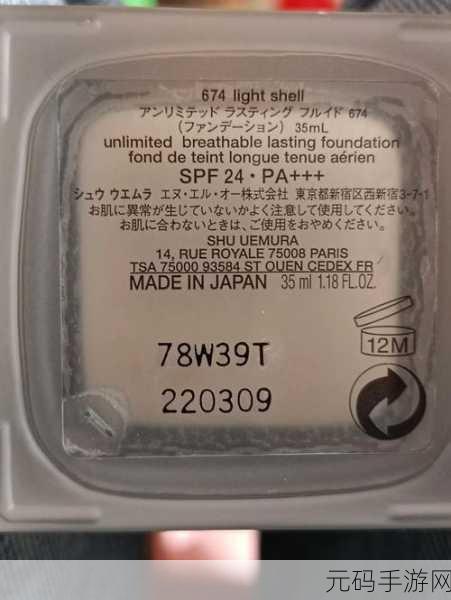 674 light shell
アンリミテッド ラスティング フルイド 674
(ファンデーション) 35mL
unlimited breathable lasting foundation
fond de teint longue tenue aérien
SPF 24・PA+++
シュウ ウエムラ エヌ・エル・オー株式会社 東京都新宿区西新宿3-7-1
お肌に異常が生じていないかよく注意して使用してください。
お肌に合わないときは、ご使用をおやめください。
SHU UEMURA
14, RUE ROYALE 75008 PARIS
TSA 75000 93584 ST OUEN CEDEX FR
MADE IN JAPAN 35 ml 1.18 FL.OZ.
12M
78W39T
220309
元码手游网